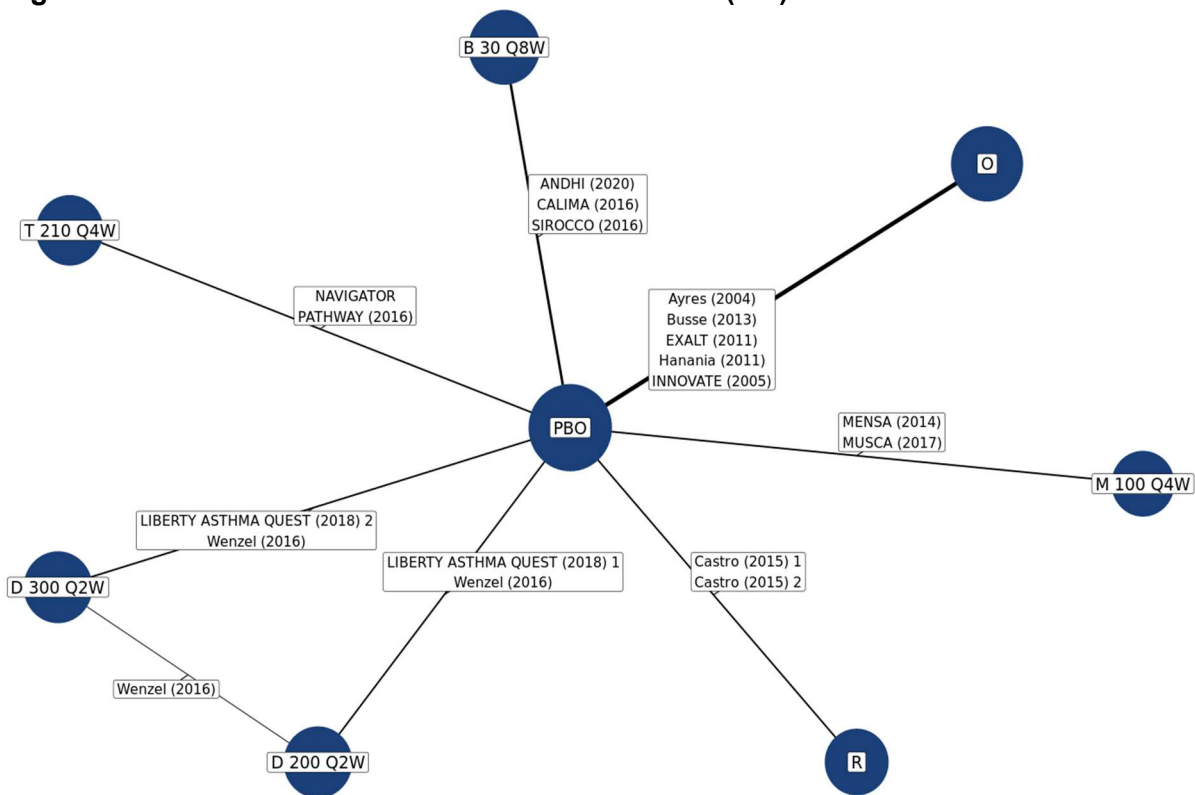 B 30 Q8W
O
ANDHI (2020)
CALIMA (2016)
SIROCCO (2016)
T 210 Q4W
NAVIGATOR
PATHWAY (2016)
Ayres (2004)
Busse (2013)
EXALT (2011)
Hanania (2011)
INNOVATE (2005)
PBO
MENSA (2014)
MUSCA (2017)
M 100 Q4W
LIBERTY ASTHMA QUEST (2018) 2
Wenzel (2016)
LIBERTY ASTHMA QUEST (2018) 1
Wenzel (2016)
Castro (2015) 1
Castro (2015) 2
D 300 Q2W
Wenzel (2016)
D 200 Q2W
R